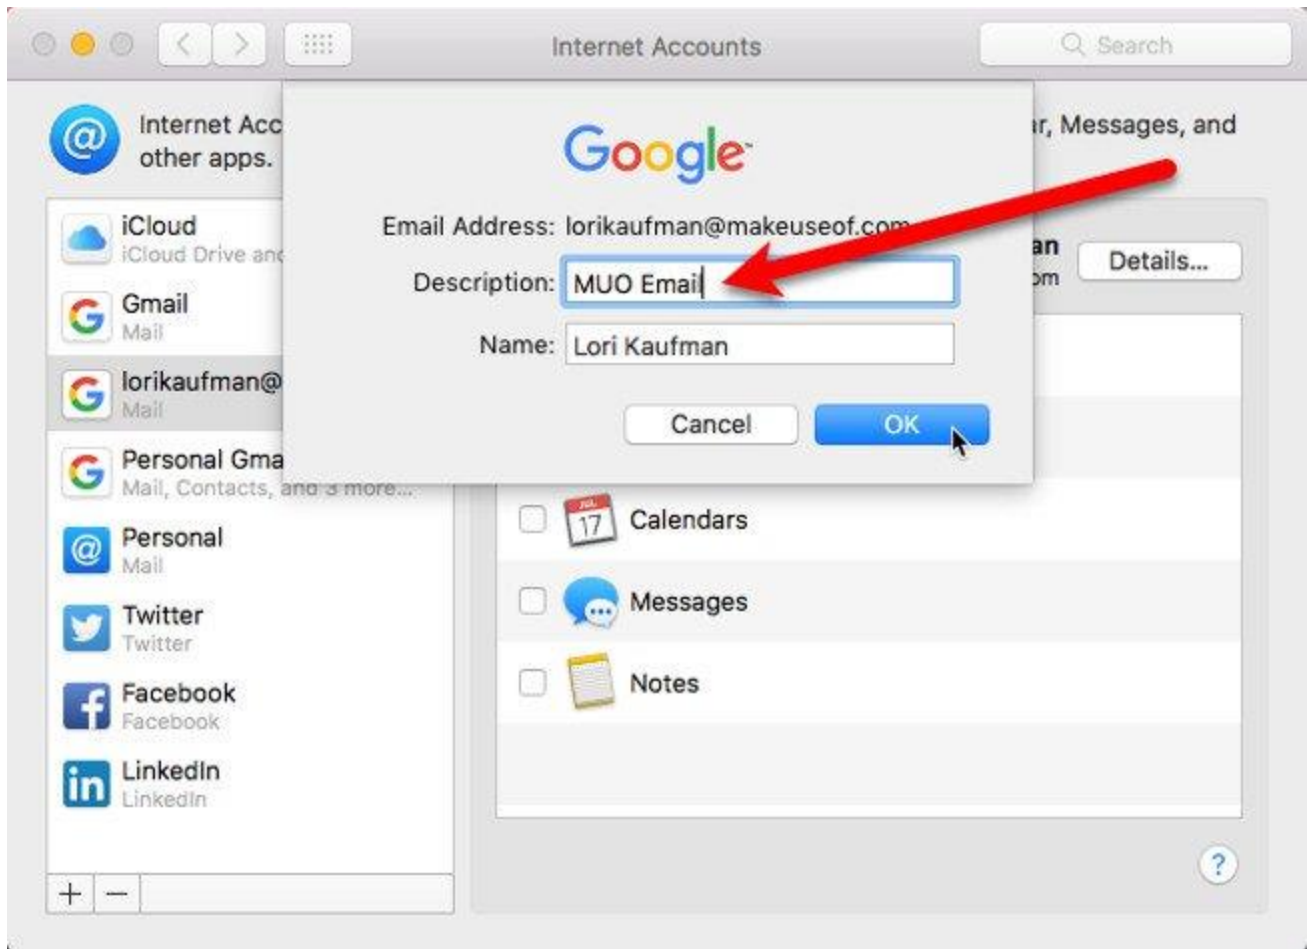 Internet Accounts
Search
Internet Acc
r, Messages, and
other apps.
Google
Email Address: lorikaufman@makeuseof.com
Description: MUO Email
Name: Lori Kaufman
Cancel
OK
an
om
Details...
iCloud
iCloud Drive and
Gmail
Mail
lorikaufman@
Mail
Personal Gma
Mail, Contacts, and 3 more...
Personal
Mail
Twitter
Twitter
Facebook
Facebook
LinkedIn
LinkedIn
JUL
17
Calendars
Messages
Notes
?
+ −